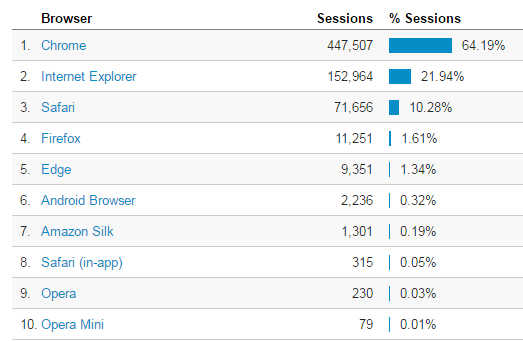 Browser Sessions % Sessions
1. Chrome 447,507 64.19%
2. Internet Explorer 152,964 21.94%
3. Safari 71,656 10.28%
4. Firefox 11,251 1.61%
5. Edge 9,351 1.34%
6. Android Browser 2,236 0.32%
7. Amazon Silk 1,301 0.19%
8. Safari (in-app) 315 0.05%
9. Opera 230 0.03%
10. Opera Mini 79 0.01%